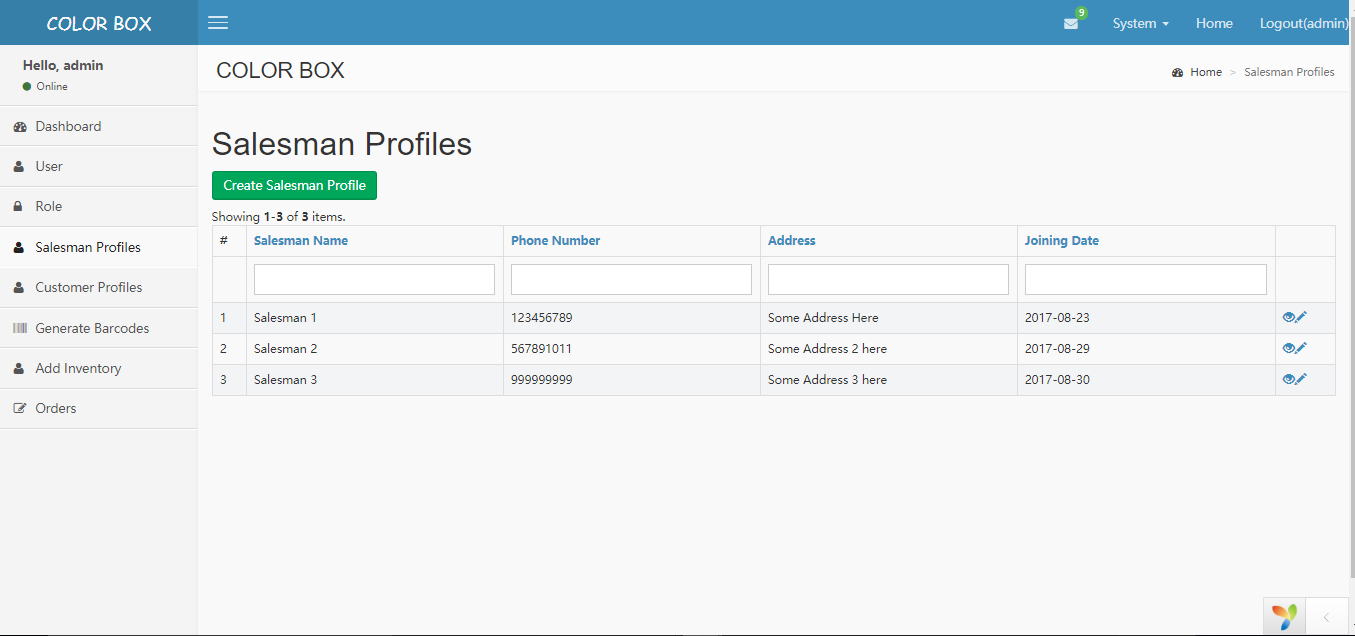 COLOR BOX
9
System
Home
Logout(admin)
Hello, admin
Online
Dashboard
User
Role
Salesman Profiles
Customer Profiles
Generate Barcodes
Add Inventory
Orders
COLOR BOX
Home > Salesman Profiles
Salesman Profiles
Create Salesman Profile
Showing 1-3 of 3 items.
# Salesman Name Phone Number Address Joining Date
1 Salesman 1 123456789 Some Address Here 2017-08-23
2 Salesman 2 567891011 Some Address 2 here 2017-08-29
3 Salesman 3 999999999 Some Address 3 here 2017-08-30